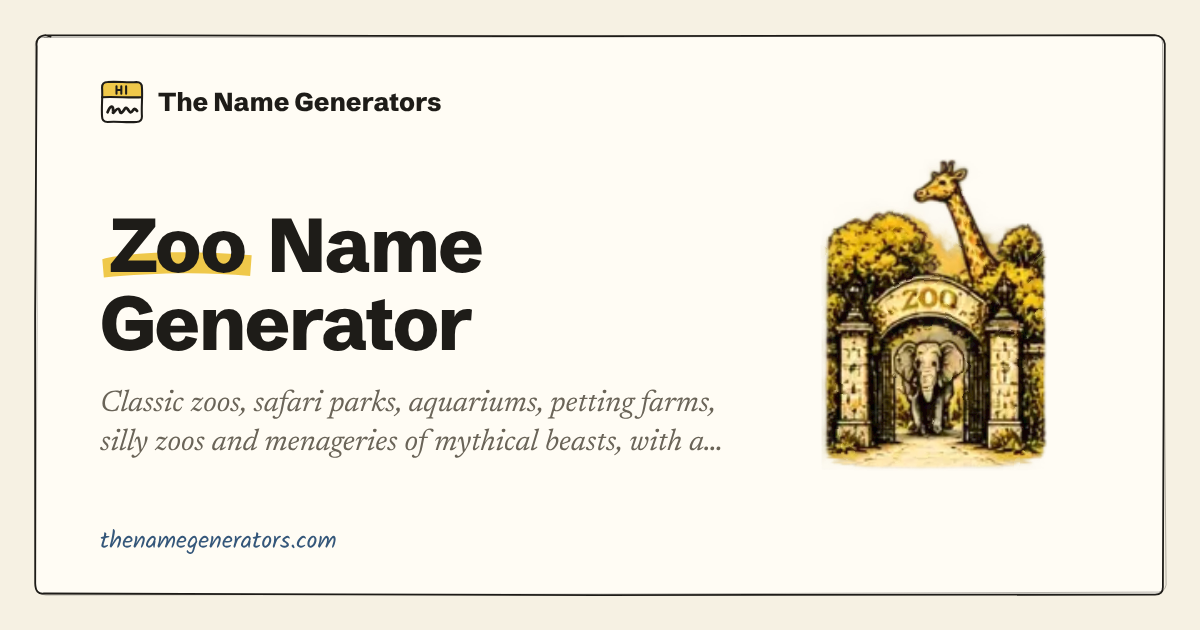 HI
The Name Generators
Zoo Name
Generator
Classic zoos, safari parks, aquariums, petting farms,
silly zoos and menageries of mythical beasts, with a...
ZOO
thenamegenerators.com